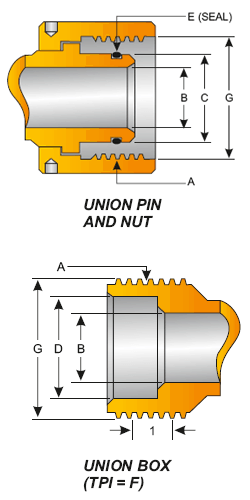 E (SEAL)
B
C
G
A
UNION PIN
AND NUT
A
G
D
B
1
UNION BOX
(TPI = F)